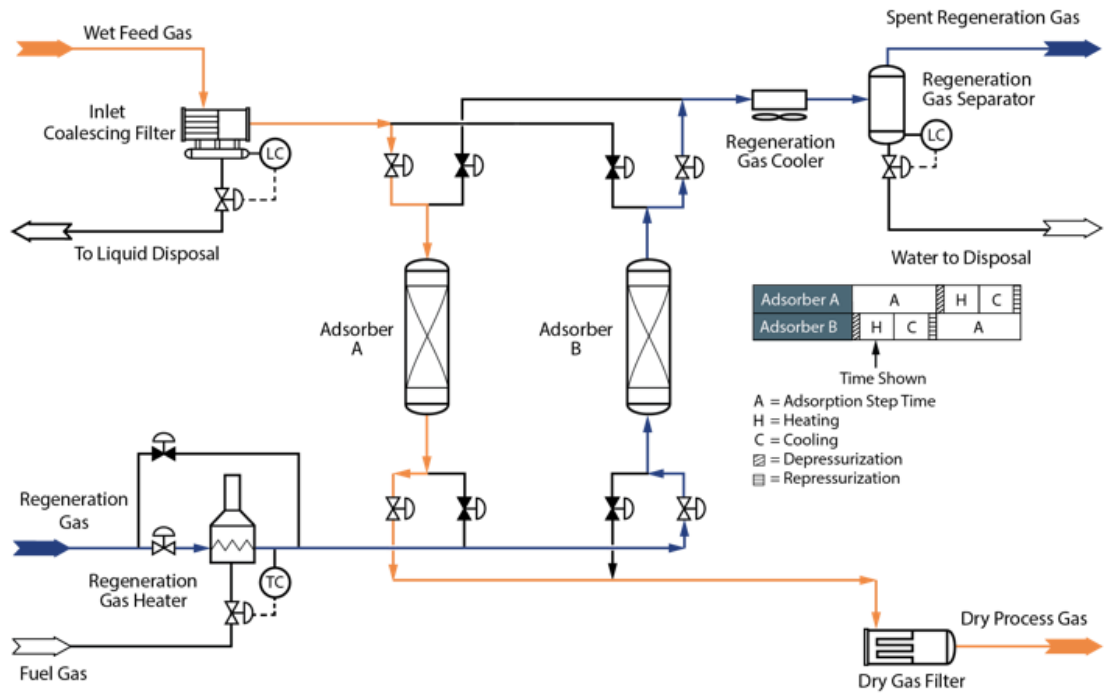 Wet Feed Gas
Spent Regeneration Gas
Inlet
Coalescing Filter
LC
Regeneration
Gas Separator
LC
Regeneration
Gas Cooler
To Liquid Disposal
Water to Disposal
Adsorber
A
Adsorber
B
Adsorber A A H C
Adsorber B H C A
Time Shown
A = Adsorption Step Time
H = Heating
C = Cooling
= Depressurization
= Repressurization
Regeneration
Gas
Regeneration
Gas Heater
TC
Fuel Gas
Dry Process Gas
Dry Gas Filter